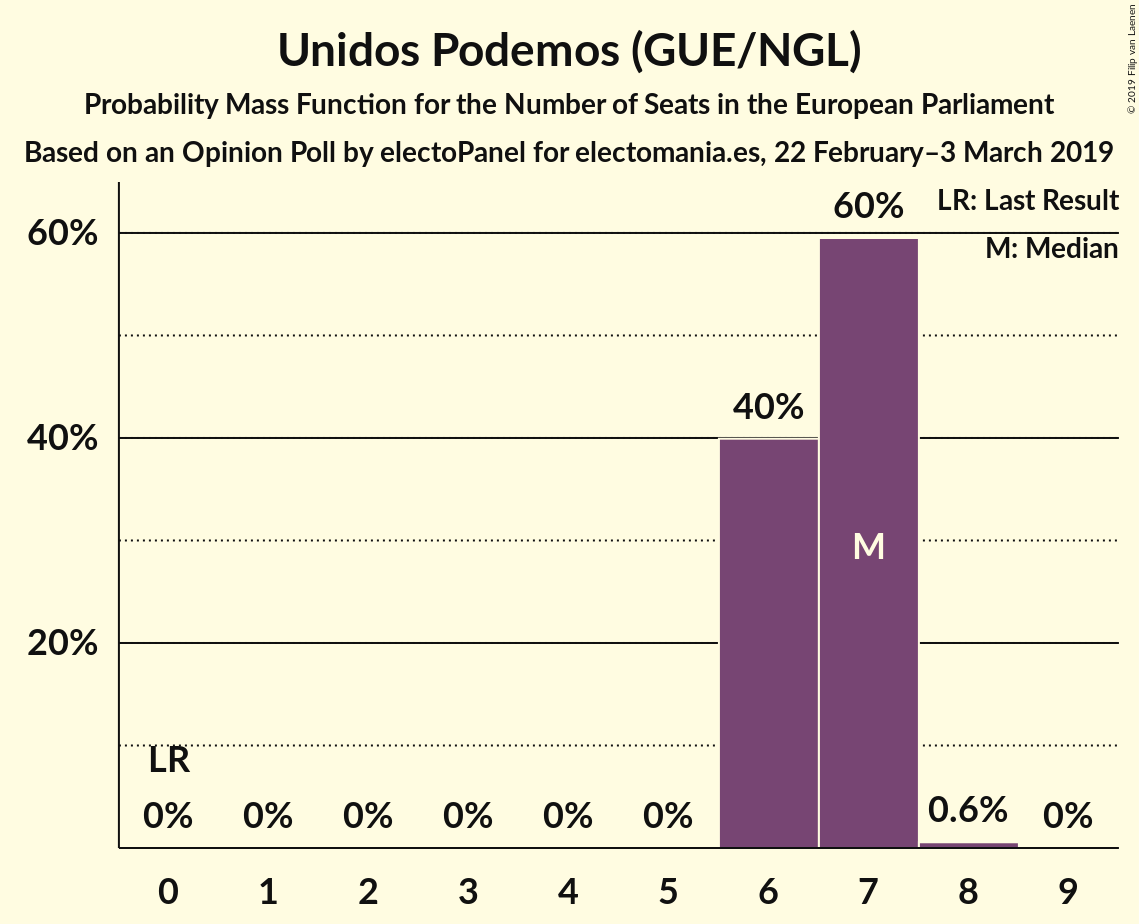 Unidos Podemos (GUE/NGL)
Probability Mass Function for the Number of Seats in the European Parliament
Based on an Opinion Poll by electoPanel for electomania.es, 22 February–3 March 2019
© 2019 Filip van Laenen
LR: Last Result
M: Median
60%
40%
20%
LR
0%
0%
0%
0%
0%
0%
40%
60%
M
0.6%
0%
0 1 2 3 4 5 6 7 8 9